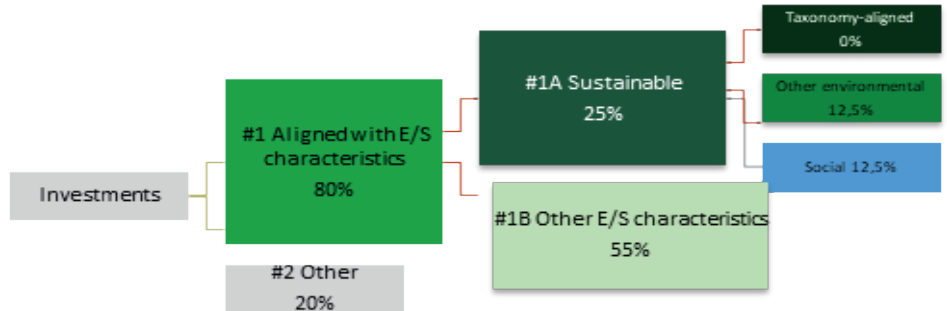 Investments
#1 Aligned with E/S
characteristics
80%
#2 Other
20%
#1A Sustainable
25%
#1B Other E/S characteristics
55%
Taxonomy-aligned
0%
Other environmental
12,5%
Social 12,5%